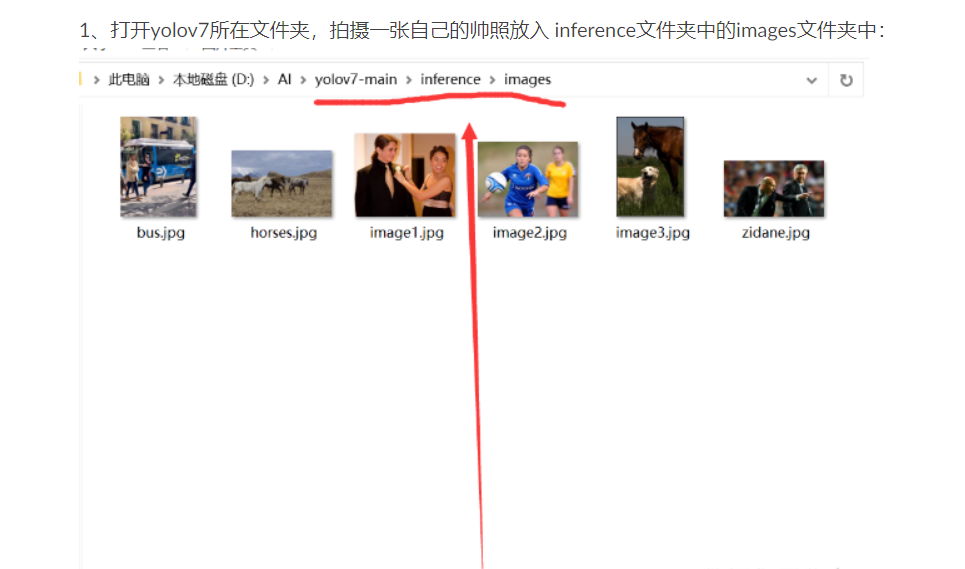 1、打开yolov7所在文件夹，拍摄一张自己的帅照放入 inference文件夹中的images文件夹中：
此电脑 > 本地磁盘 (D:) > AI > yolov7-main > inference > images
bus.jpg horses.jpg image1.jpg image2.jpg image3.jpg zidane.jpg